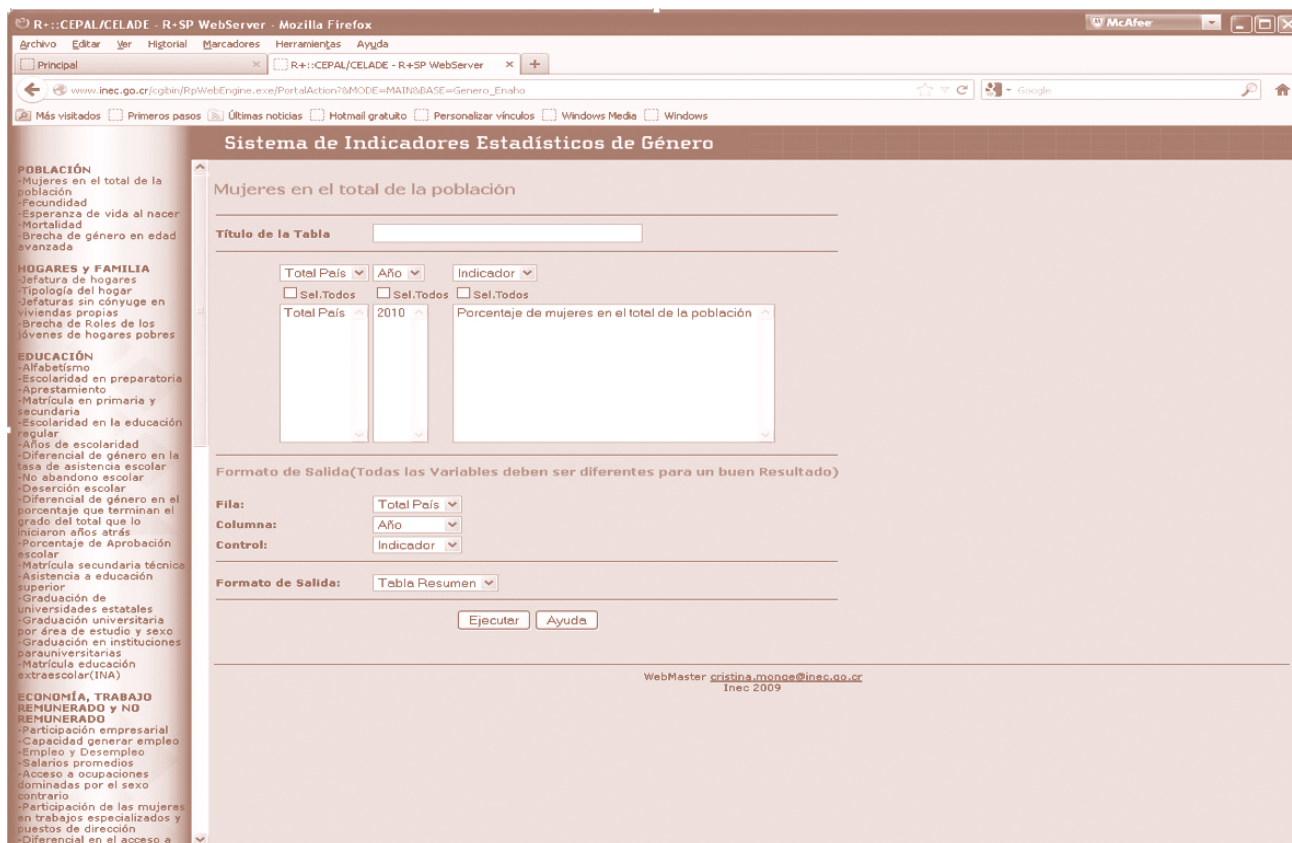 R+::CEPAL/CELADE - R+SP WebServer - Mozilla Firefox
McAfee
Archivo Editar Ver Historial Marcadores Herramientas Ayuda
Principal
R+::CEPAL/CELADE - R+SP WebServer
www.inec.go.cr/cgibin/RpWebEngine.exe/PortalAction?&MODE=MAIN&BASE=Genero_Enaho
Google
Más visitados Primeros pasos Últimas noticias Hotmail gratuito Personalizar vínculos Windows Media Windows
Sistema de Indicadores Estadísticos de Género
POBLACIÓN
-Mujeres en el total de la
población
-Fecundidad
-Esperanza de vida al nacer
-Mortalidad
-Brecha de género en edad
avanzada
HOGARES y FAMILIA
-Jefatura de hogares
-Tipología del hogar
-Jefaturas sin cónyuge en
viviendas propias
-Brecha de Roles de los
jóvenes de hogares pobres
EDUCACIÓN
-Alfabetísmo
-Escolaridad en preparatoria
-Aprestamiento
-Matrícula en primaria y
secundaria
-Escolaridad en la educación
regular
-Años de escolaridad
-Diferencial de género en la
tasa de asistencia escolar
-No abandono escolar
-Deserción escolar
-Diferencial de género en el
porcentaje que terminan el
grado del total que lo
iniciaron años atrás
-Porcentaje de Aprobación
escolar
-Matrícula secundaria técnica
-Asistencia a educación
superior
-Graduación de
universidades estatales
-Graduación universitaria
por área de estudio y sexo
-Graduación en instituciones
parauniversitarias
-Matrícula educación
extraescolar(INA)
ECONOMÍA, TRABAJO
REMUNERADO y NO
REMUNERADO
-Participación empresarial
-Capacidad generar empleo
-Empleo y Desempleo
-Salarios promedios
-Acceso a ocupaciones
dominadas por el sexo
contrario
-Participación de las mujeres
en trabajos especializados y
puestos de dirección
-Diferencial en el acceso a
Mujeres en el total de la población
Título de la Tabla
Total País Año Indicador
Sel.Todos Sel.Todos Sel.Todos
Total País 2010 Porcentaje de mujeres en el total de la población
Formato de Salida(Todas las Variables deben ser diferentes para un buen Resultado)
Fila: Total País
Columna: Año
Control: Indicador
Formato de Salida: Tabla Resumen
Ejecutar Ayuda
WebMaster cristina.monge@inec.go.cr
Inec 2009